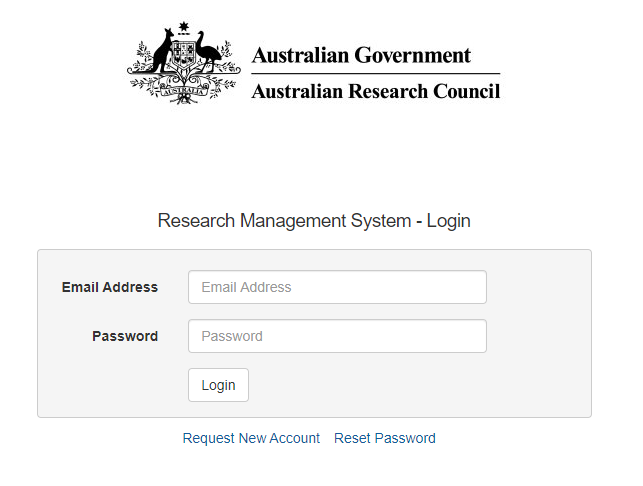 Australian Government
Australian Research Council
AUSTRALIA
Research Management System - Login
Email Address Email Address
Password Password
Login
Request New Account Reset Password